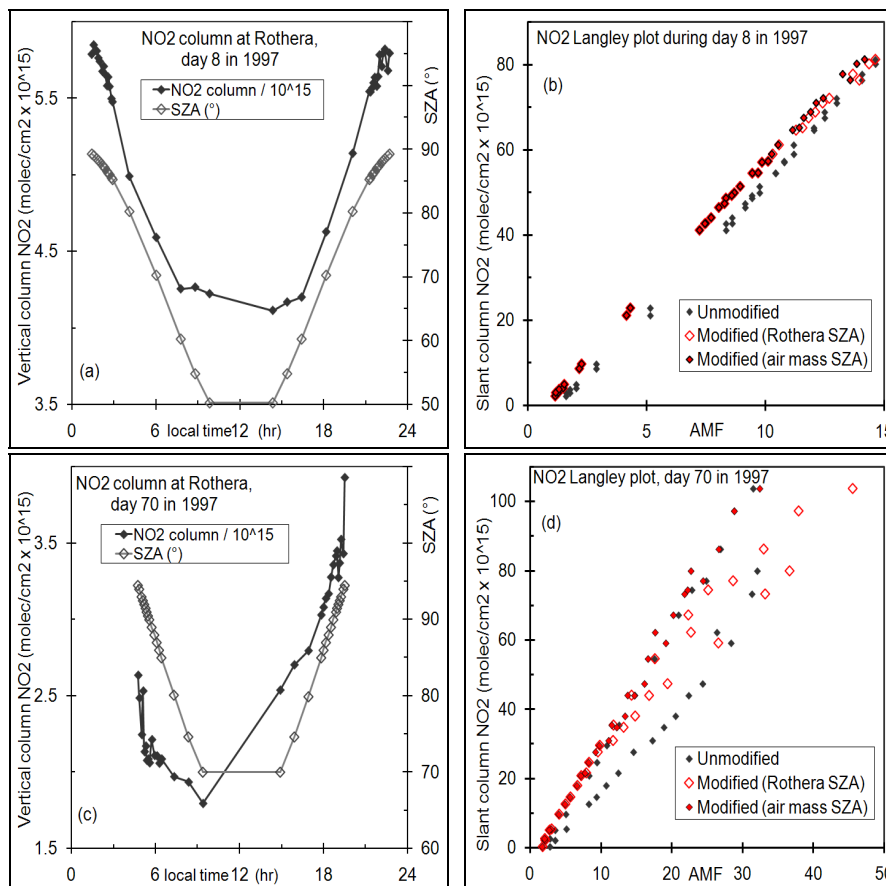 NO2 column at Rothera,
day 8 in 1997
NO2 column / 10^15
SZA (°)
Vertical column NO2 (molec/cm2 x 10^15)
5.5
4.5
3.5
SZA (°)
100
90
80
70
60
50
(a)
0
6
local time
12
(hr)
18
24
NO2 Langley plot during day 8 in 1997
(b)
Slant column NO2 (molec/cm2 x 10^15)
80
60
40
20
0
Unmodified
Modified (Rothera SZA)
Modified (air mass SZA)
0
5
AMF
10
15
NO2 column at Rothera,
day 70 in 1997
NO2 column / 10^15
SZA (°)
Vertical column NO2 (molec/cm2 x 10^15)
3.5
2.5
1.5
SZA (°)
100
90
80
70
60
(c)
0
6
local time
12
(hr)
18
24
NO2 Langley plot, day 70 in 1997
(d)
Slant column NO2 (molec/cm2 x 10^15)
100
80
60
40
20
0
Unmodified
Modified (Rothera SZA)
Modified (air mass SZA)
0
10
20
AMF
30
40
50